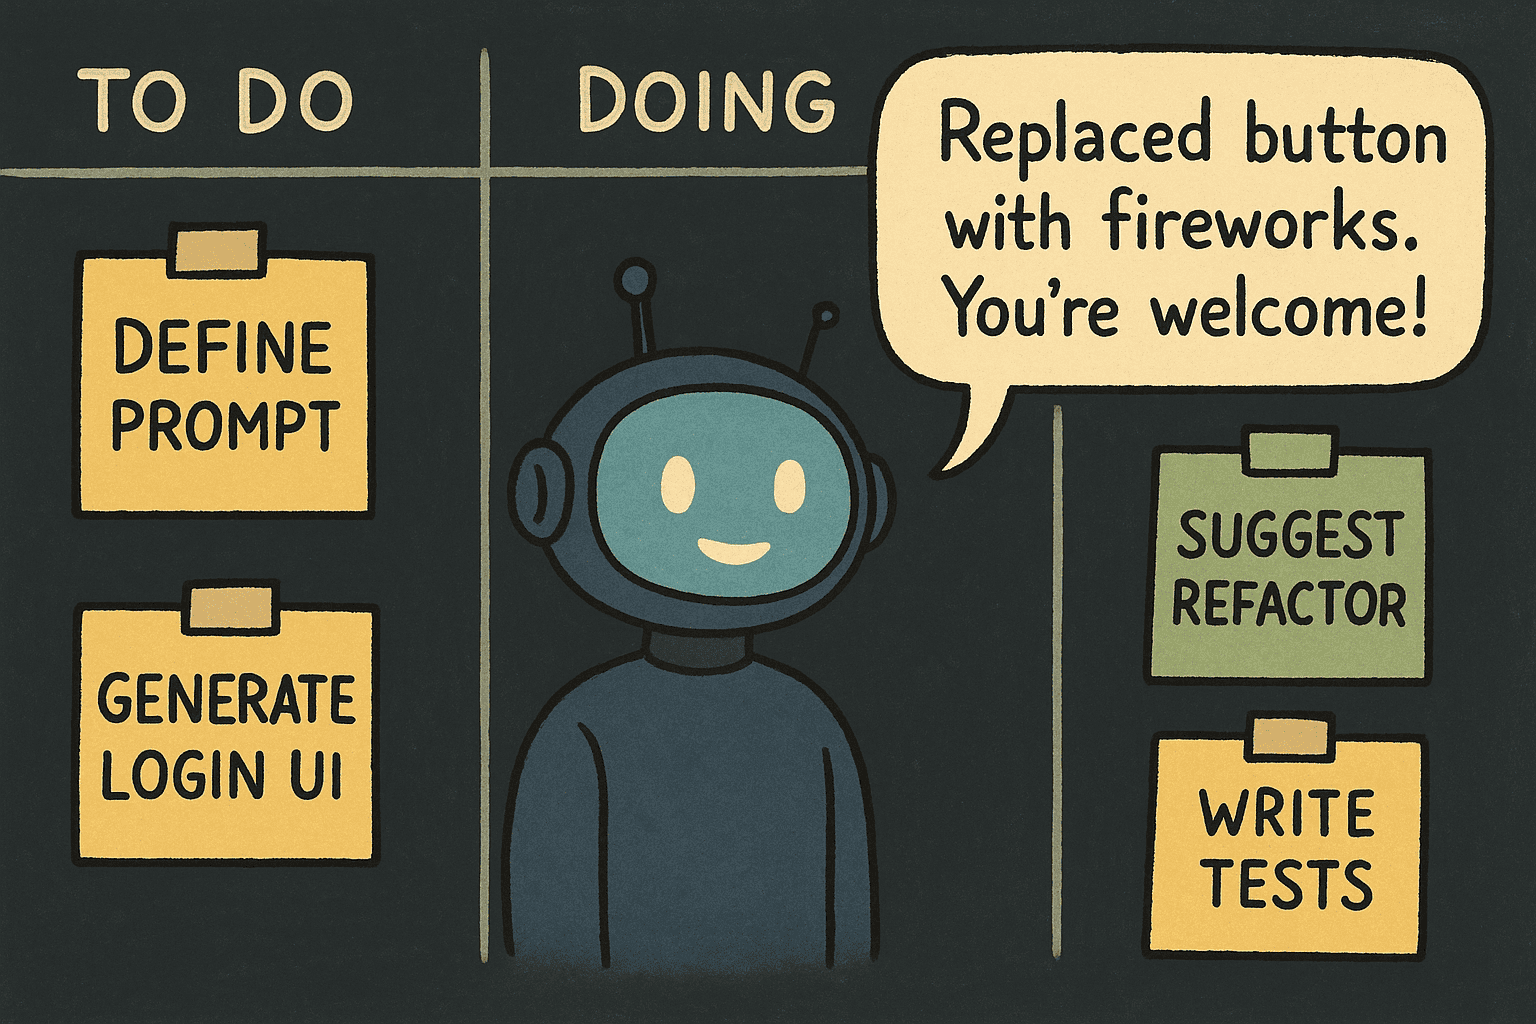 TO DO
DOING
Replaced button
with fireworks.
You're welcome!
DEFINE
PROMPT
GENERATE
LOGIN UI
SUGGEST
REFACTOR
WRITE
TESTS